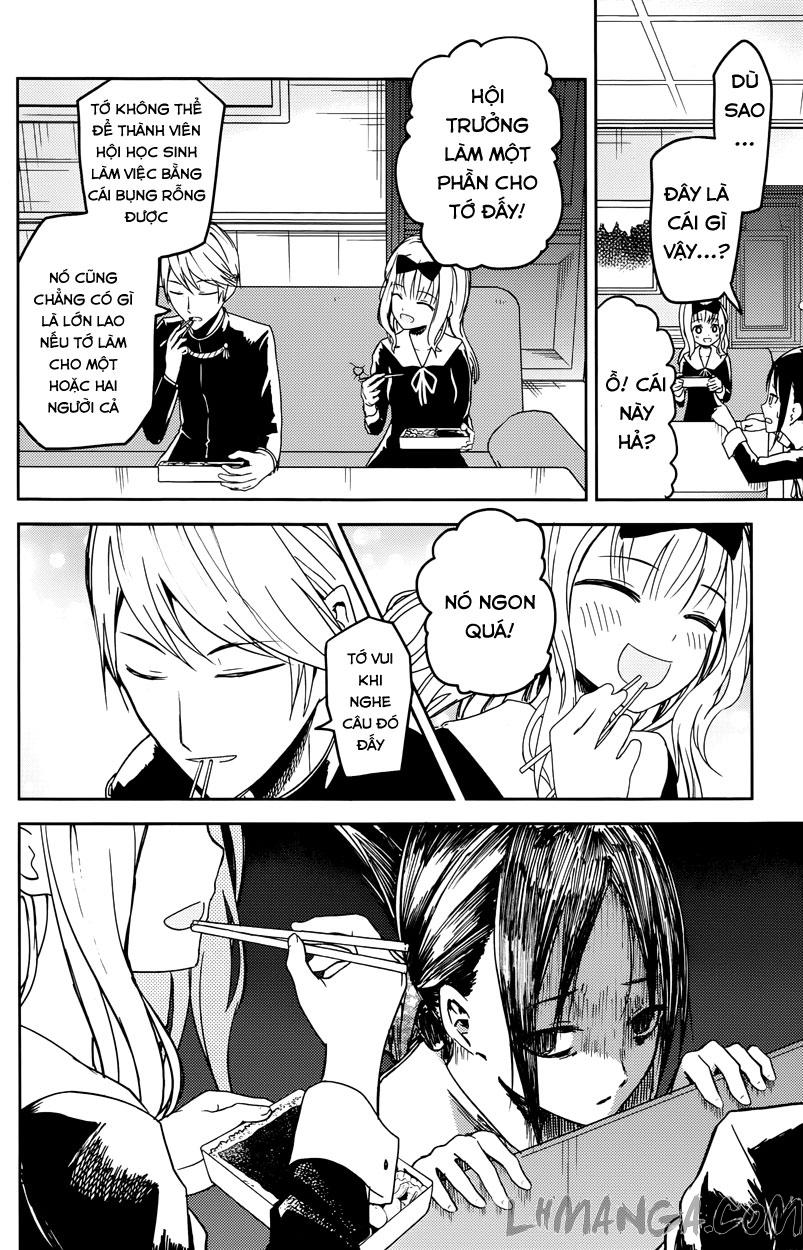 DÙ
SAO
...
ĐÂY LÀ
CÁI GÌ
VẬY...?
Ồ! CÁI
NÀY
HẢ?
HỘI
TRƯỞNG
LÀM MỘT
PHẦN CHO
TỚ ĐẤY!
TỚ KHÔNG THỂ
ĐỂ THÀNH VIÊN
HỘI HỌC SINH
LÀM VIỆC BẰNG
CÁI BỤNG RỖNG
ĐƯỢC
NÓ CŨNG
CHẲNG CÓ GÌ
LÀ LỚN LAO
NẾU TỚ LÀM
CHO MỘT
HOẶC HAI
NGƯỜI CẢ
NÓ NGON
QUÁ!
TỚ VUI
KHI
NGHE
CÂU ĐÓ
ĐẤY
LHMANGA.COM